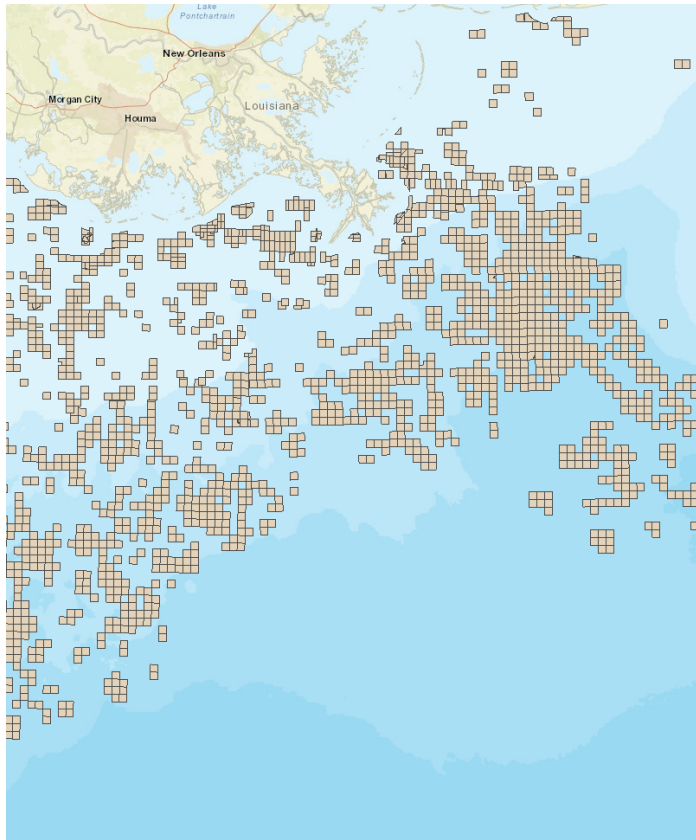 Lake
Pontchartrain
New Orleans
Morgan City
Louisiana
Houma